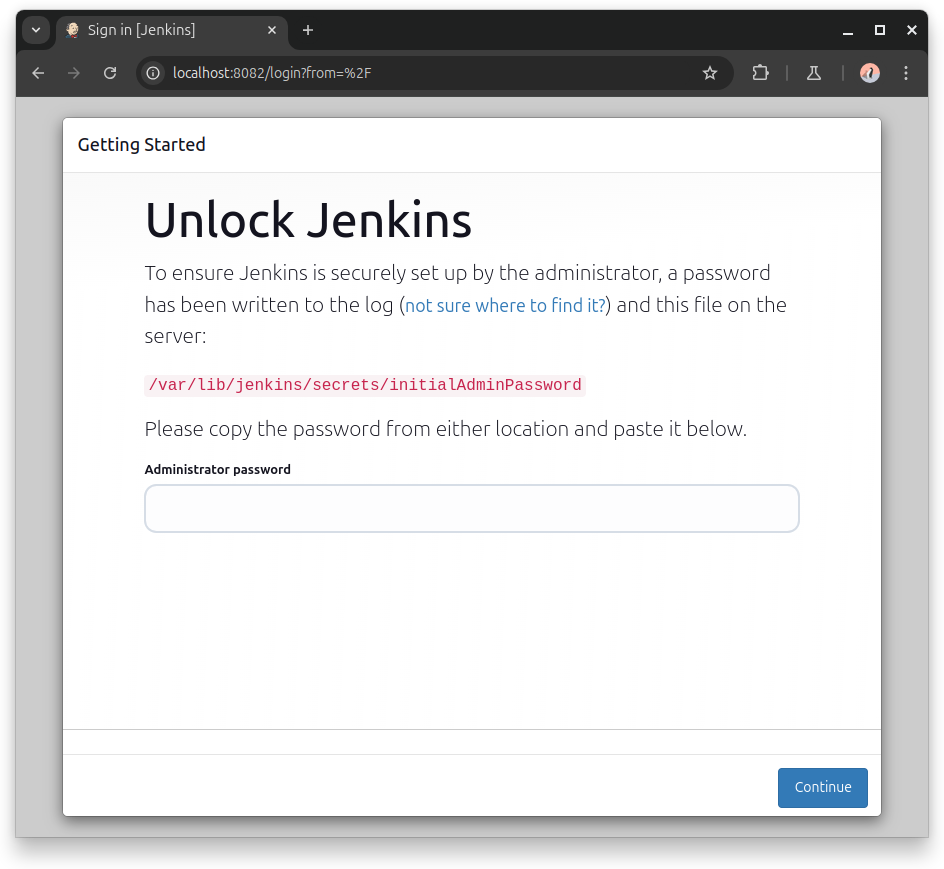 Sign in [Jenkins]
localhost:8082/login?from=%2F
Getting Started
Unlock Jenkins
To ensure Jenkins is securely set up by the administrator, a password
has been written to the log (not sure where to find it?) and this file on the
server:
/var/lib/jenkins/secrets/initialAdminPassword
Please copy the password from either location and paste it below.
Administrator password
Continue